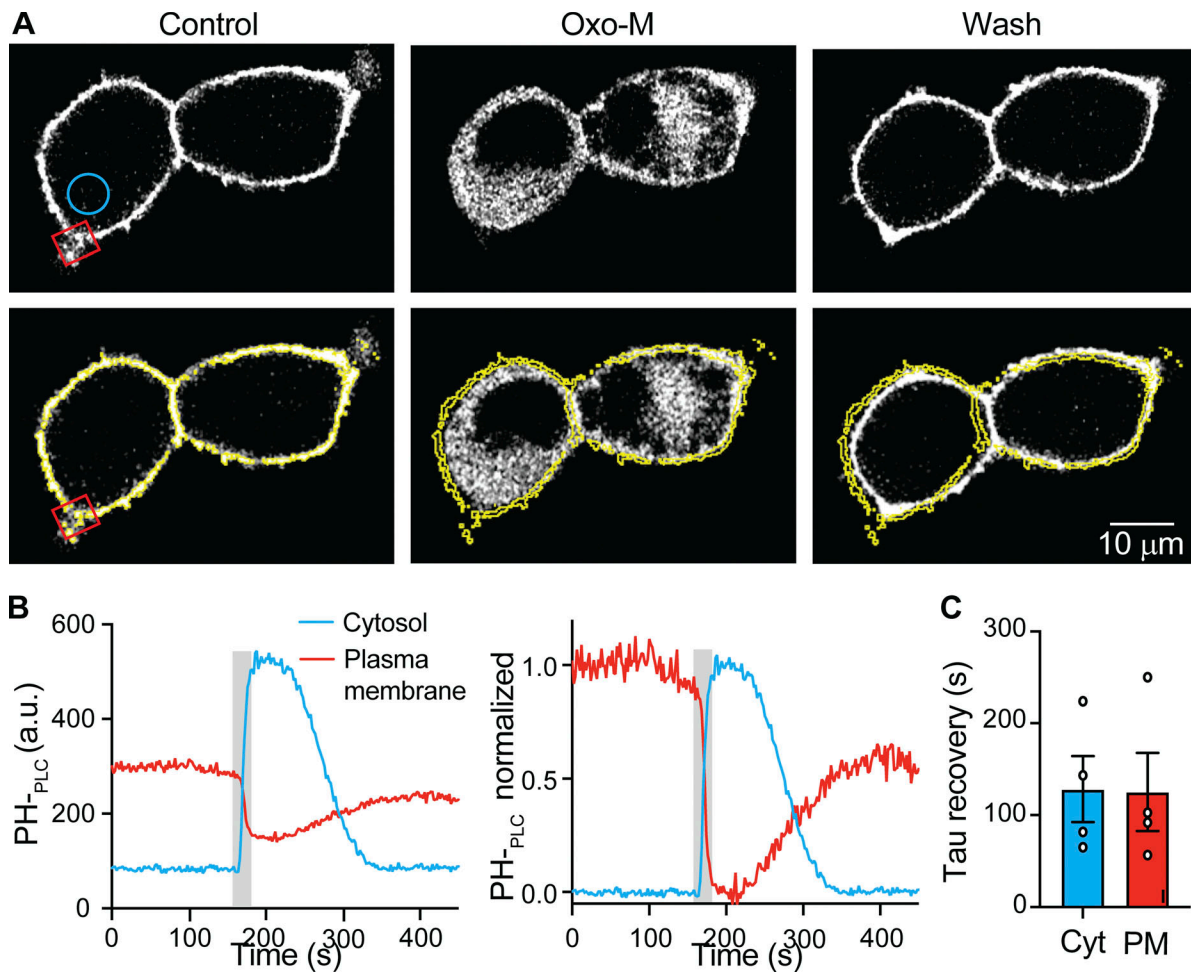 A
Control
Oxo-M
Wash
10 μm
B
600
400
200
0
PH-PLC (a.u.)
Cytosol
Plasma
membrane
0
100
200
300
400
Time (s)
1.0
0.5
0.0
PH-PLC normalized
0
100
200
300
400
Time (s)
C
300
200
100
0
Tau recovery (s)
Cyt
PM